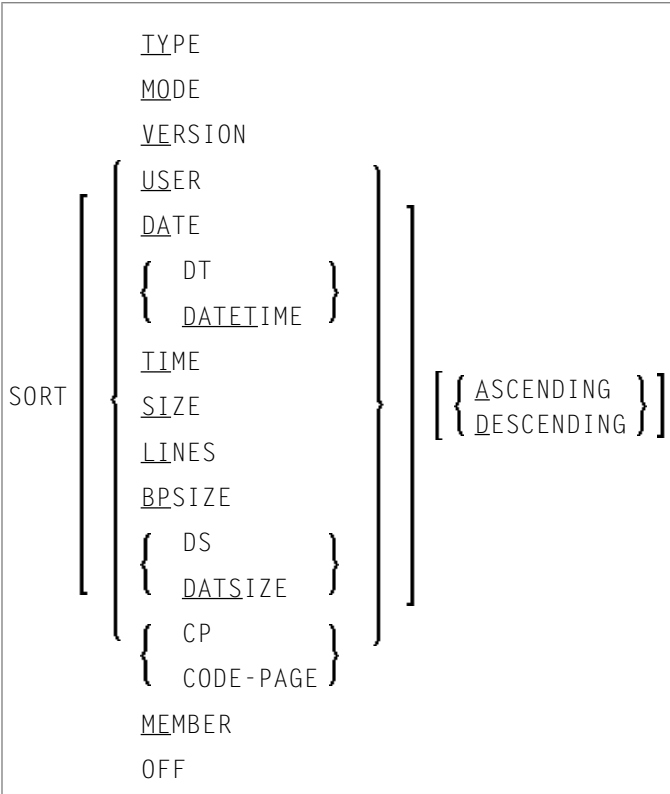 TYPE
MODE
VERSION
USER
DATE
DT
DATETIME
TIME
SORT
SIZE
LINES
BPSIZE
DS
DATSIZE
CP
CODE-PAGE
MEMBER
OFF
ASCENDING
DESCENDING